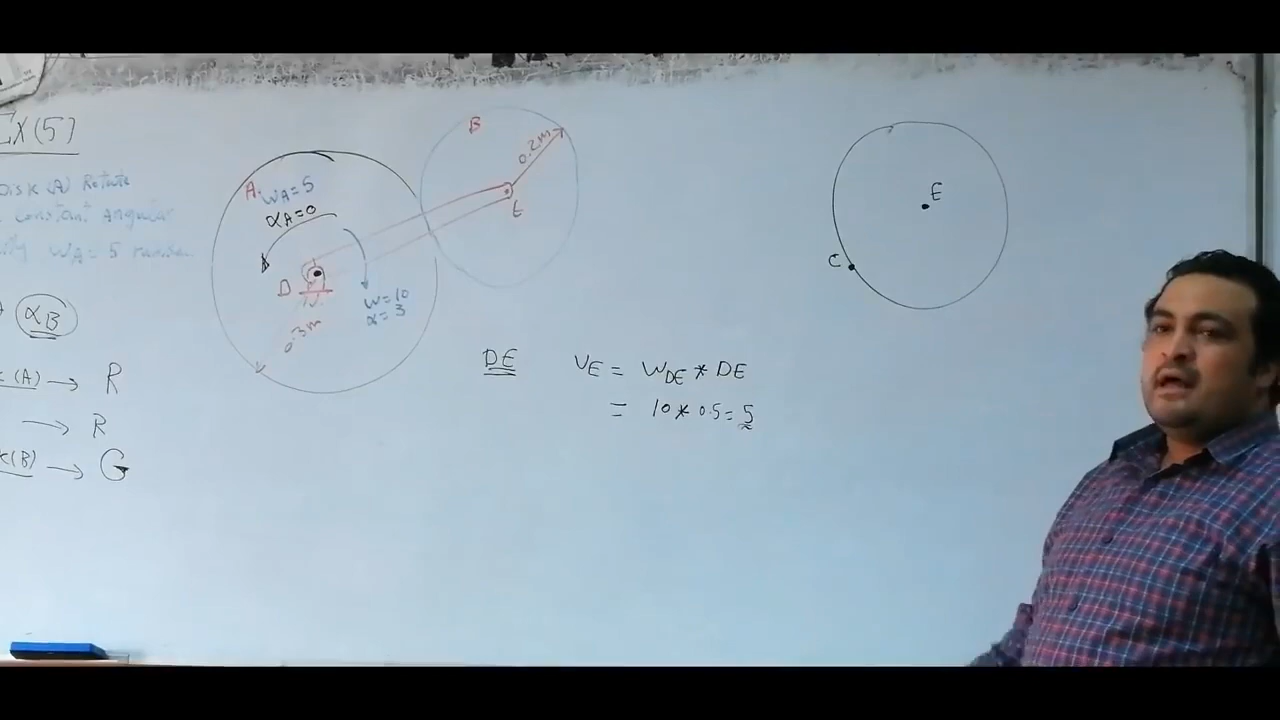 Ex(5)
Disk (A) Rotate
constant Angular
WA = 5
αB
(A) → R
→ R
(B) → G
A
WA=5
αA=0
D
0.3m
W=10
α=3
B
0.2m
E
DE
VE = WDE * DE
= 10 * 0.5 = 5
E
C